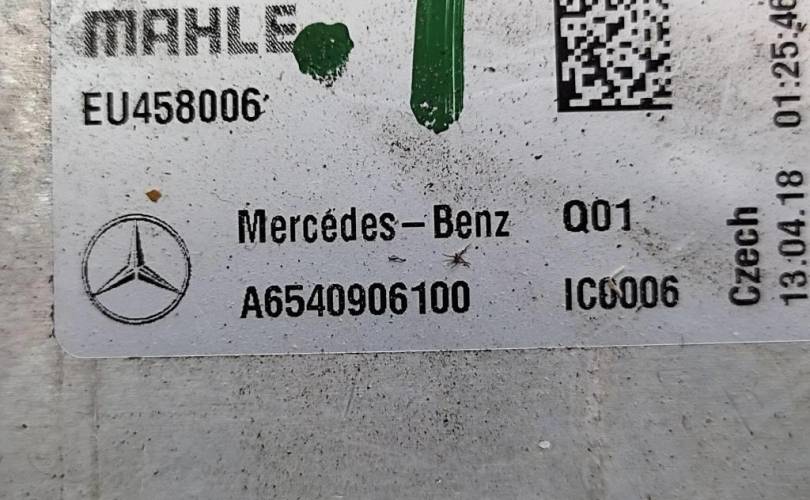 MAHLE
EU458006
Mercedes-Benz Q01
A6540906100 IC0006
Czech
13.04.18 01:25:46